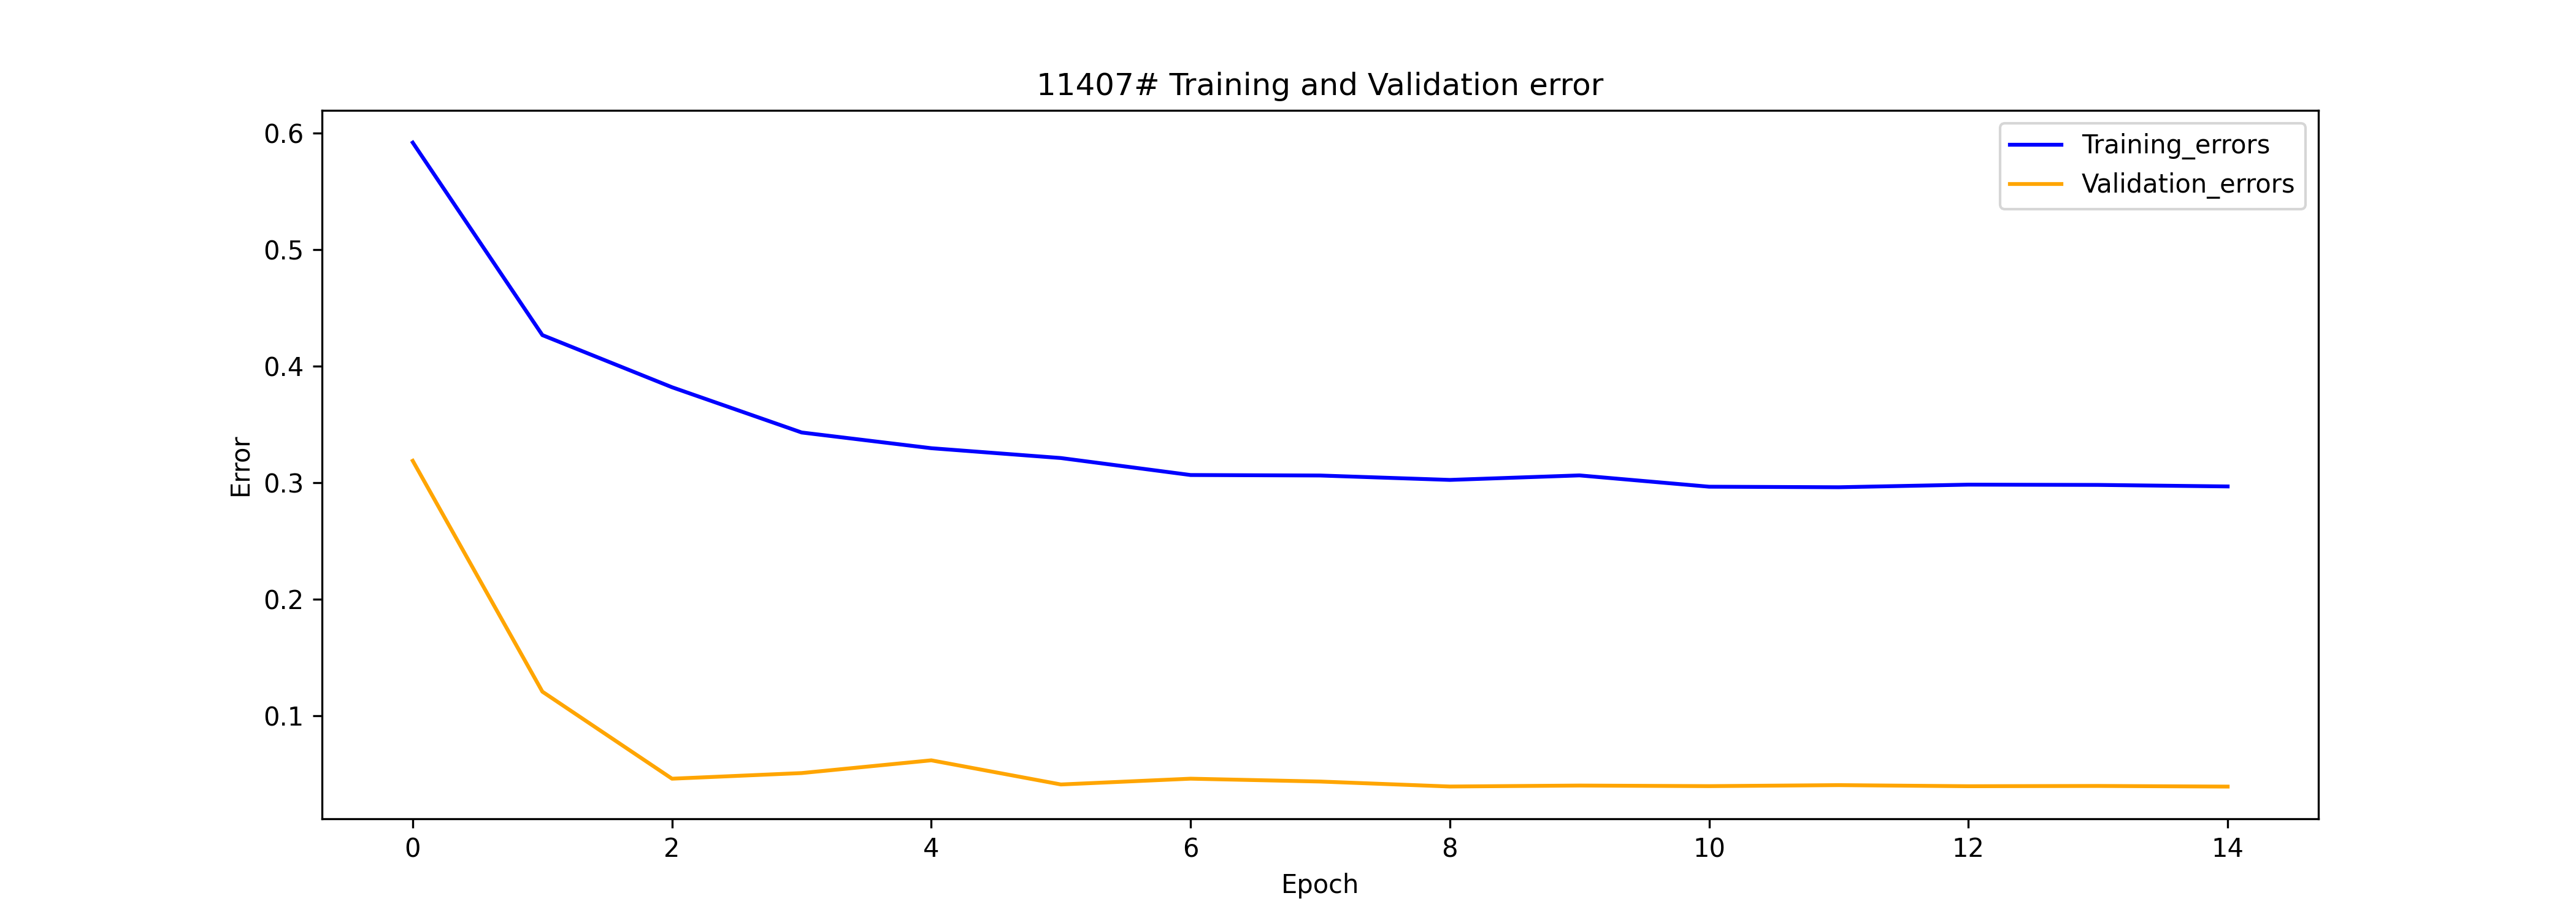 11407# Training and Validation error
Training_errors
Validation_errors
0.6
0.5
0.4
0.3
0.2
0.1
Error
0 2 4 6 8 10 12 14
Epoch